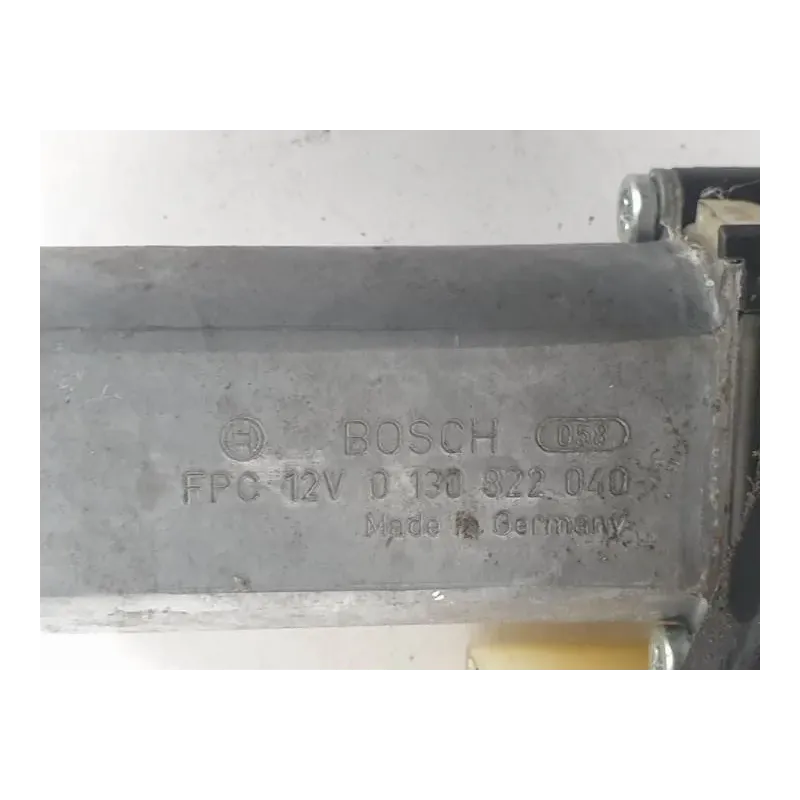 BOSCH 058
FPC 12V 0 130 822 040
Made in Germany